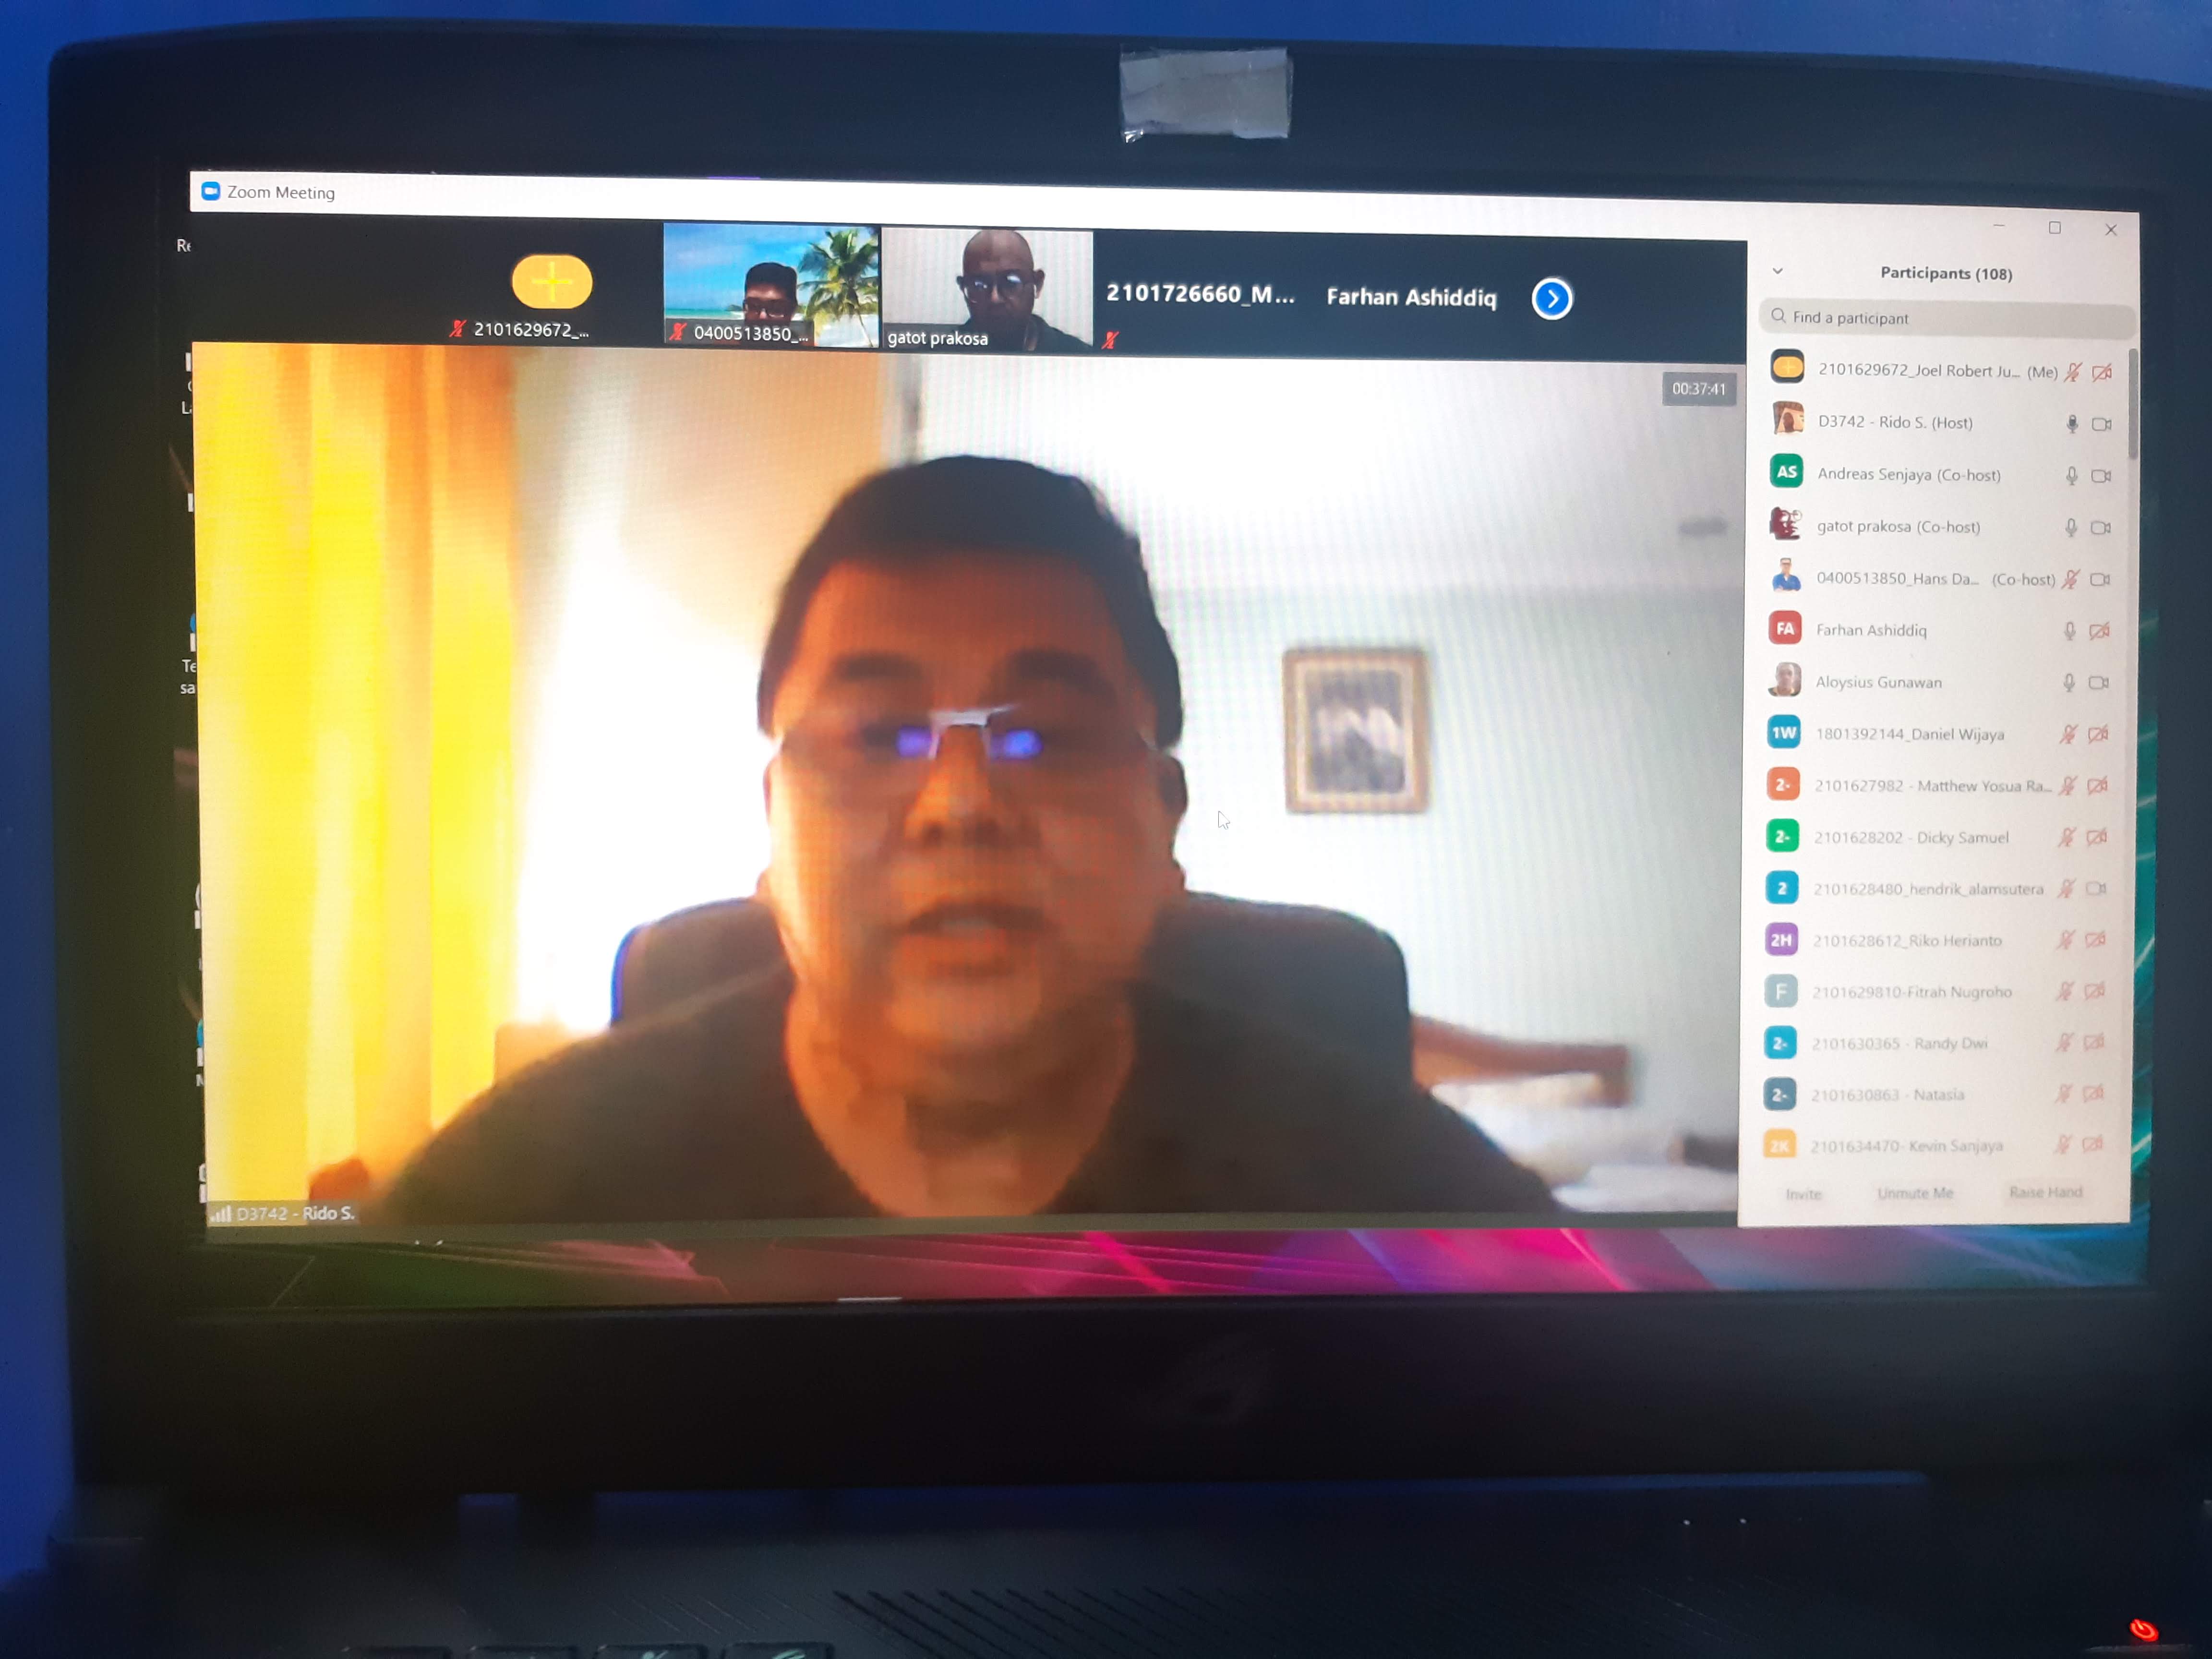 Zoom Meeting
2101629672_...
0400513850_...
gatot prakosa
2101726660_M...
Farhan Ashiddiq
00:37:41
D3742 - Rido S.
Participants (108)
Find a participant
2101629672_Joel Robert Ju... (Me)
D3742 - Rido S. (Host)
AS Andreas Senjaya (Co-host)
gatot prakosa (Co-host)
0400513850_Hans Da... (Co-host)
FA Farhan Ashiddiq
Aloysius Gunawan
1W 1801392144_Daniel Wijaya
2- 2101627982 - Matthew Yosua Ra...
2- 2101628202 - Dicky Samuel
2 2101628480_hendrik_alamsutera
2H 2101628612_Riko Herianto
F 2101629810-Fitrah Nugroho
2- 2101630365 - Randy Dwi
2- 2101630863 - Natasia
2K 2101634470- Kevin Sanjaya
Invite Unmute Me Raise Hand